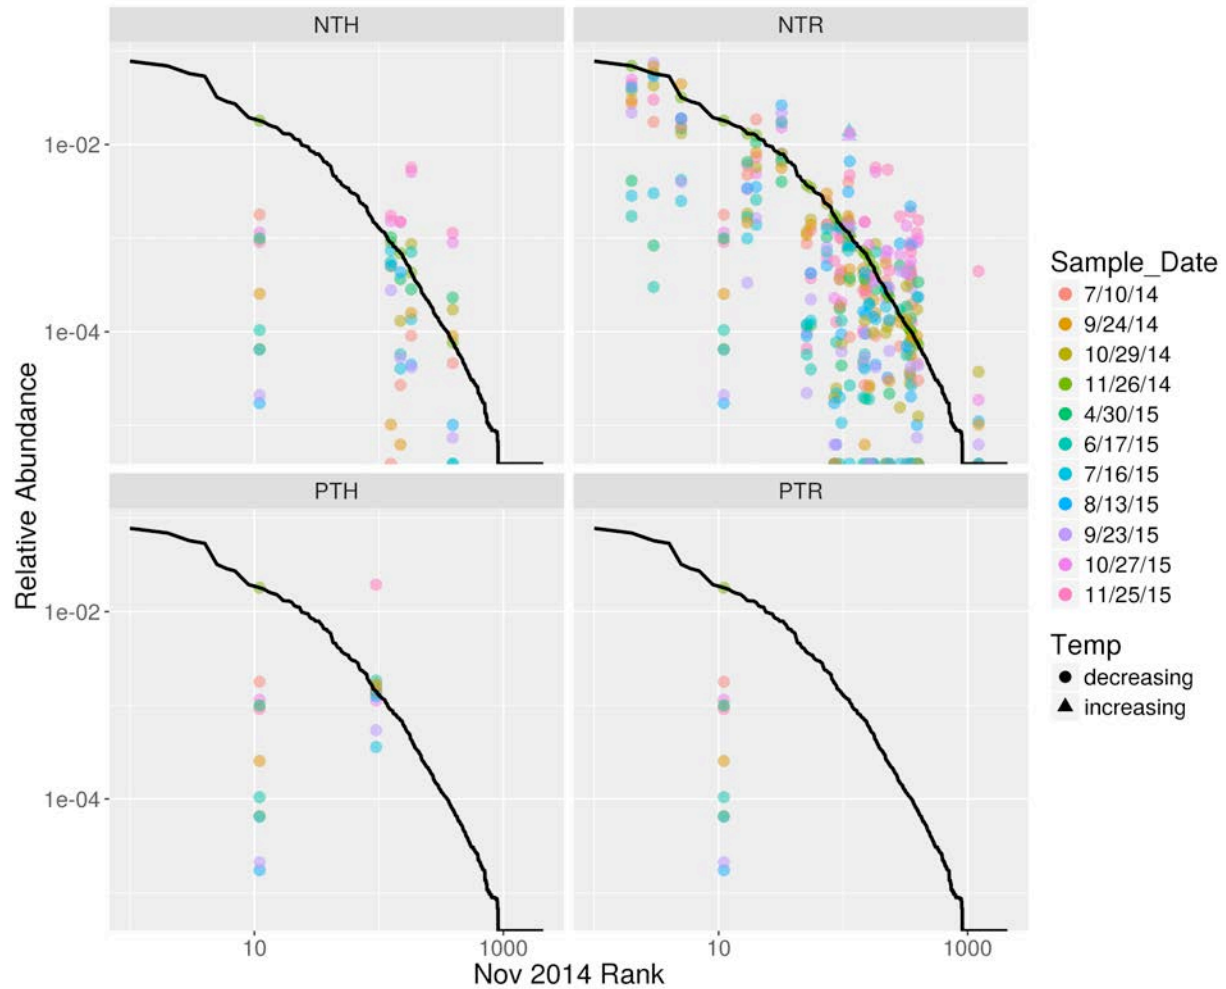 NTH
NTR
1e-02
1e-04
PTH
PTR
1e-02
1e-04
10
1000
10
1000
Nov 2014 Rank
Relative Abundance
Sample_Date
7/10/14
9/24/14
10/29/14
11/26/14
4/30/15
6/17/15
7/16/15
8/13/15
9/23/15
10/27/15
11/25/15
Temp
decreasing
increasing